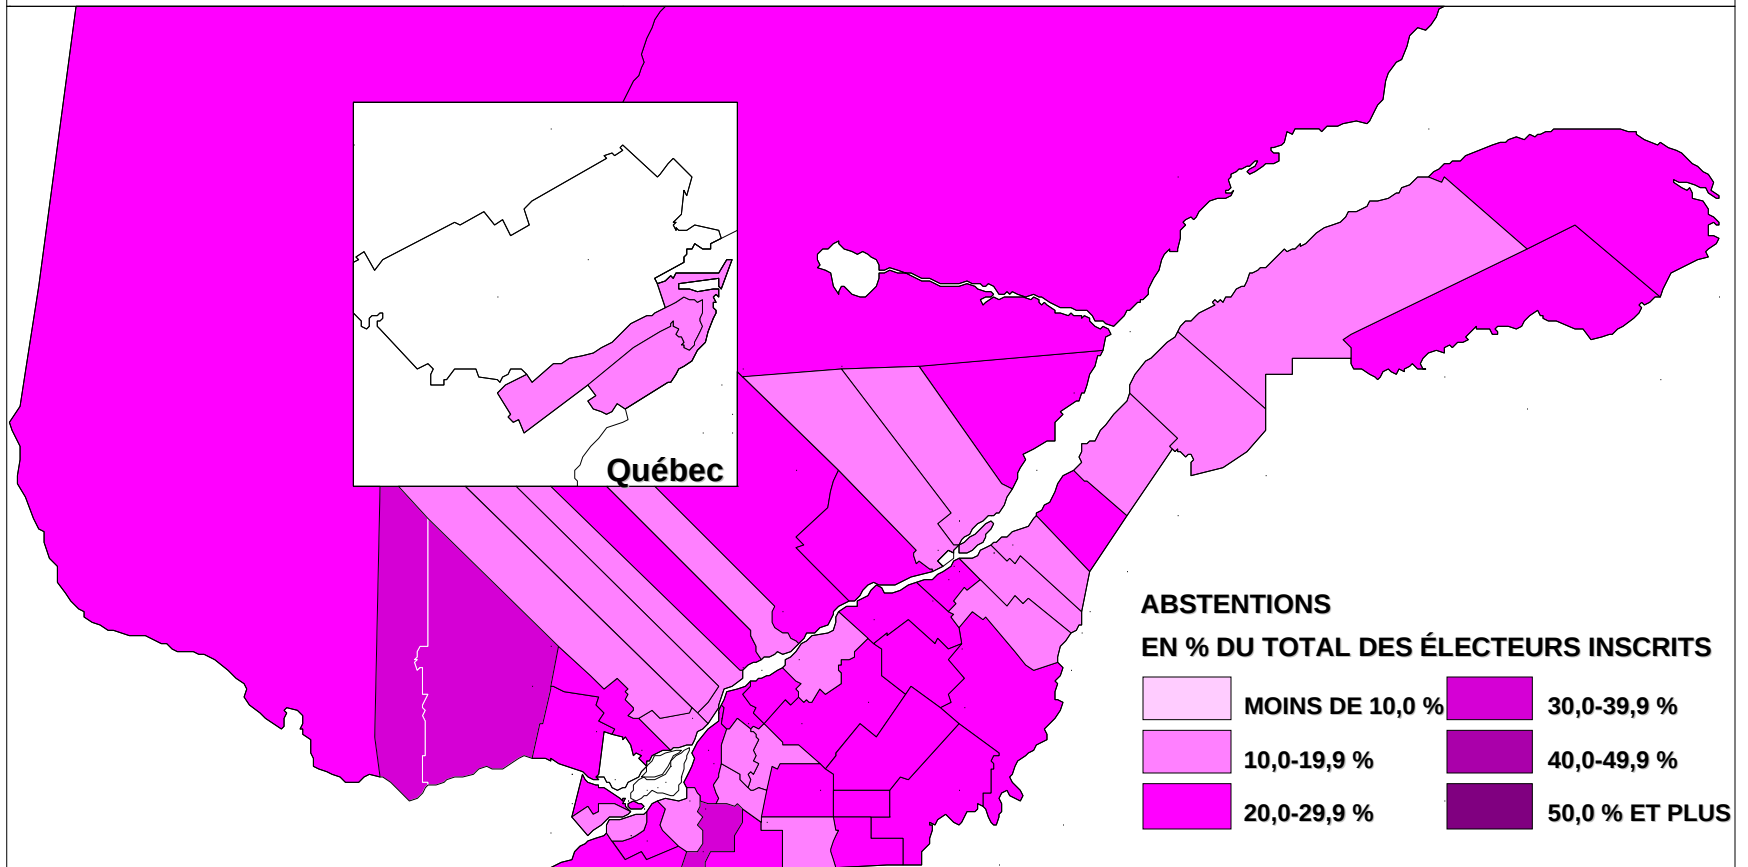 Québec
ABSTENTIONS
EN % DU TOTAL DES ÉLECTEURS INSCRITS
MOINS DE 10,0 %
10,0-19,9 %
20,0-29,9 %
30,0-39,9 %
40,0-49,9 %
50,0 % ET PLUS